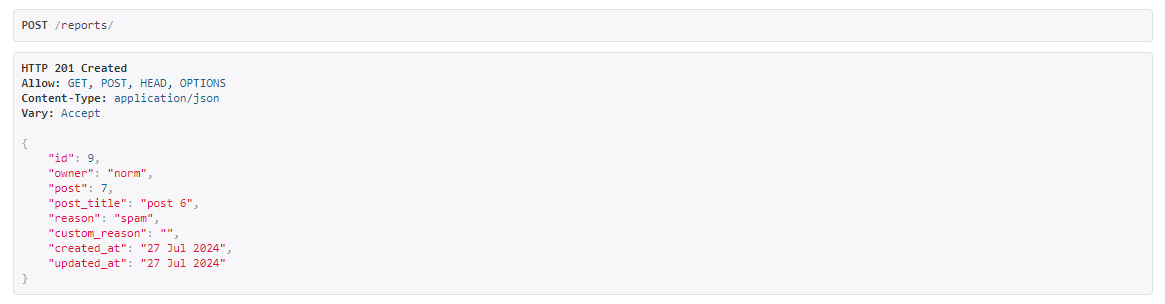 POST /reports/
HTTP 201 Created
Allow: GET, POST, HEAD, OPTIONS
Content-Type: application/json
Vary: Accept
{
    "id": 9,
    "owner": "norm",
    "post": 7,
    "post_title": "post 6",
    "reason": "spam",
    "custom_reason": "",
    "created_at": "27 Jul 2024",
    "updated_at": "27 Jul 2024"
}